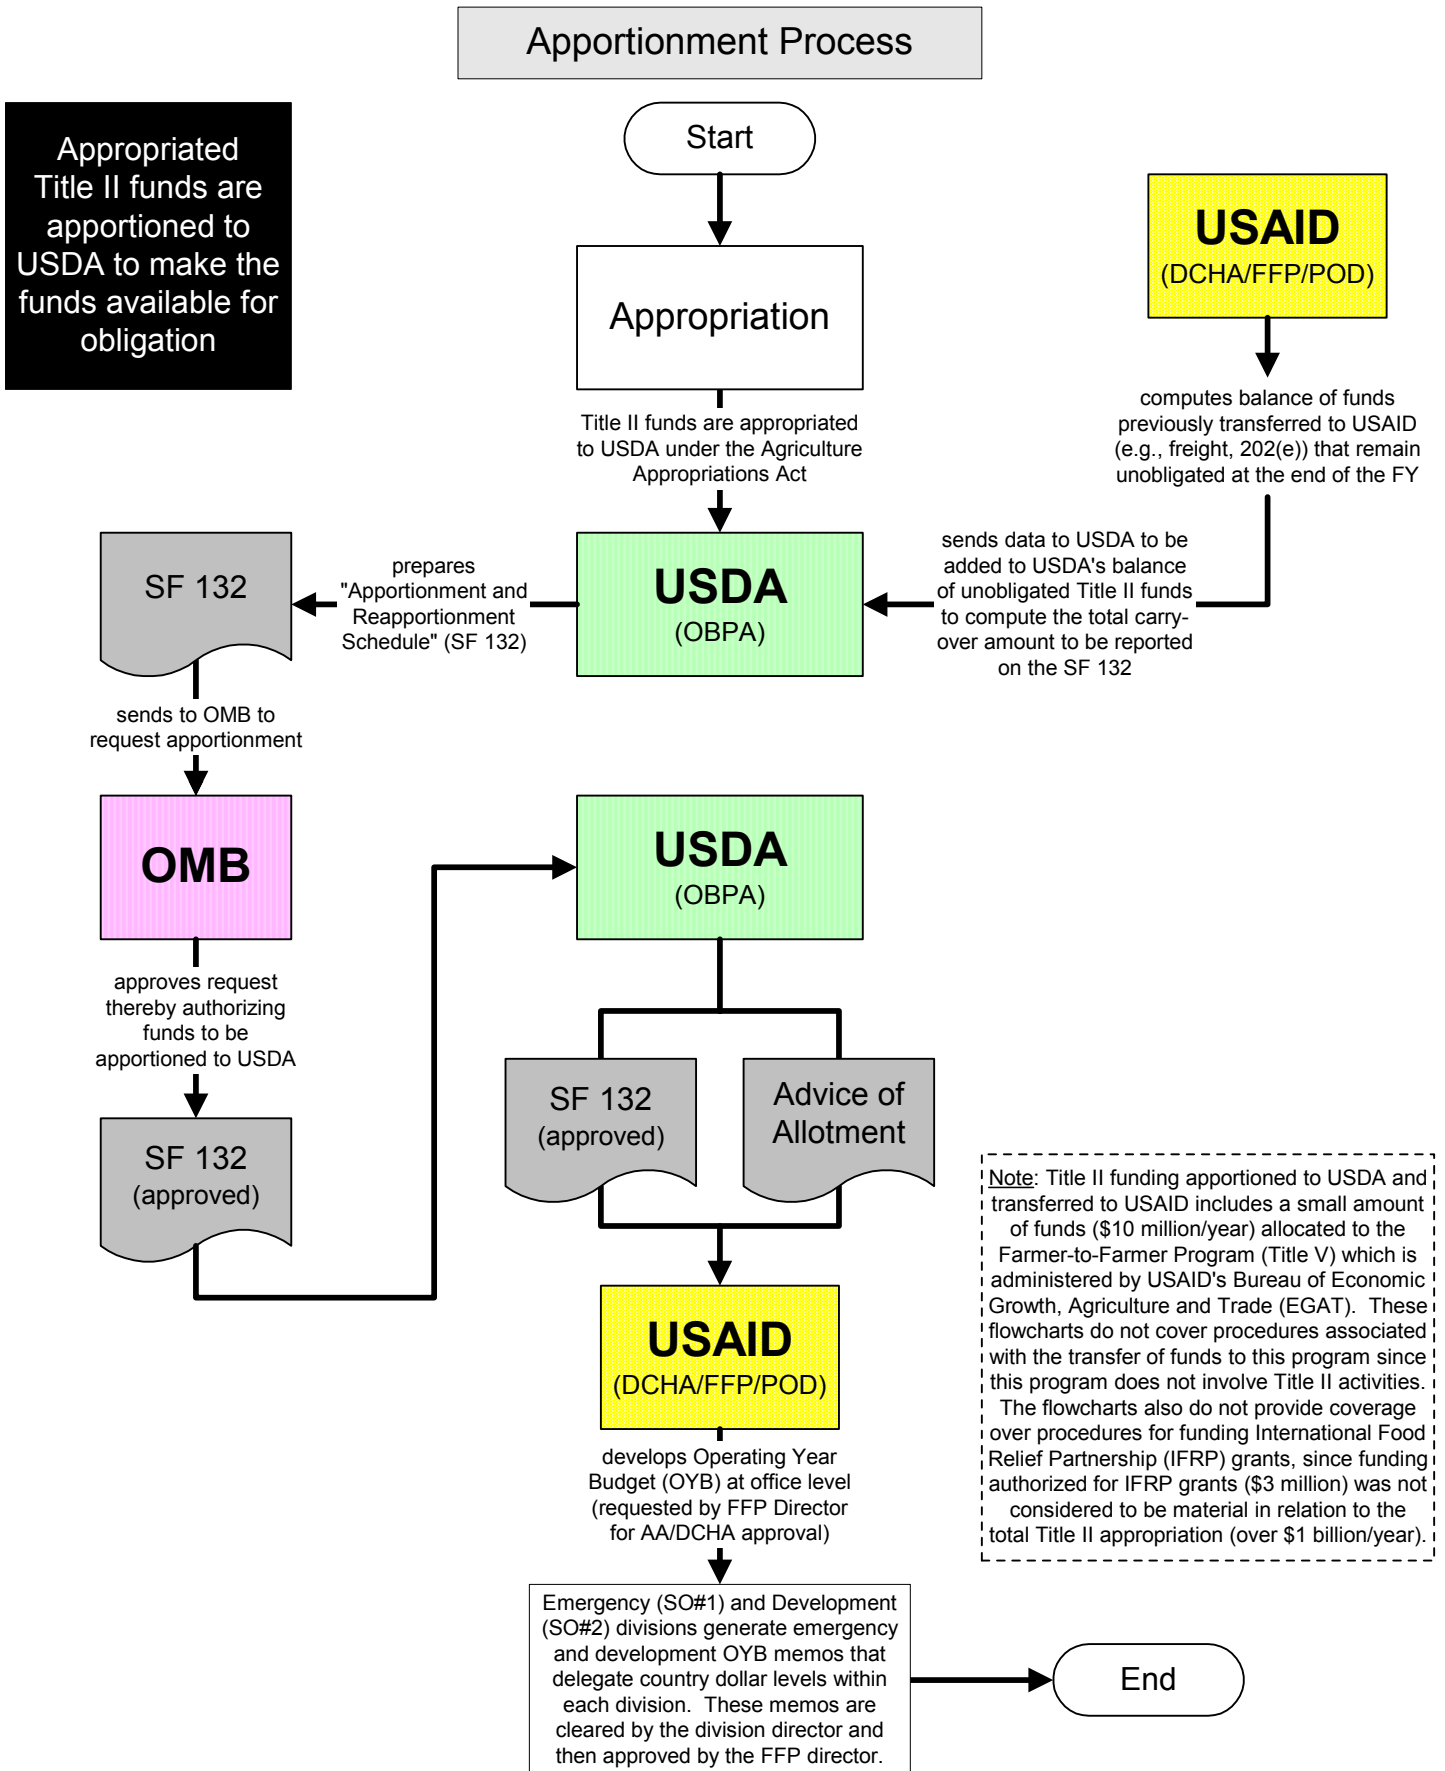 Apportionment Process
Appropriated
Title II funds are
apportioned to
USDA to make the
funds available for
obligation
Start
Appropriation
USAID
(DCHA/FFP/POD)
Title II funds are appropriated
to USDA under the Agriculture
Appropriations Act
computes balance of funds
previously transferred to USAID
(e.g., freight, 202(e)) that remain
unobligated at the end of the FY
sends data to USDA to be
added to USDA's balance
of unobligated Title II funds
to compute the total carry-
over amount to be reported
on the SF 132
USDA
(OBPA)
prepares
"Apportionment and
Reapportionment
Schedule" (SF 132)
SF 132
sends to OMB to
request apportionment
OMB
approves request
thereby authorizing
funds to be
apportioned to USDA
SF 132
(approved)
USDA
(OBPA)
SF 132
(approved)
Advice of
Allotment
USAID
(DCHA/FFP/POD)
develops Operating Year
Budget (OYB) at office level
(requested by FFP Director
for AA/DCHA approval)
Emergency (SO#1) and Development
(SO#2) divisions generate emergency
and development OYB memos that
delegate country dollar levels within
each division.  These memos are
cleared by the division director and
then approved by the FFP director.
End
Note: Title II funding apportioned to USDA and
transferred to USAID includes a small amount
of funds ($10 million/year) allocated to the
Farmer-to-Farmer Program (Title V) which is
administered by USAID's Bureau of Economic
Growth, Agriculture and Trade (EGAT).  These
flowcharts do not cover procedures associated
with the transfer of funds to this program since
this program does not involve Title II activities.
The flowcharts also do not provide coverage
over procedures for funding International Food
Relief Partnership (IFRP) grants, since funding
authorized for IFRP grants ($3 million) was not
considered to be material in relation to the
total Title II appropriation (over $1 billion/year).